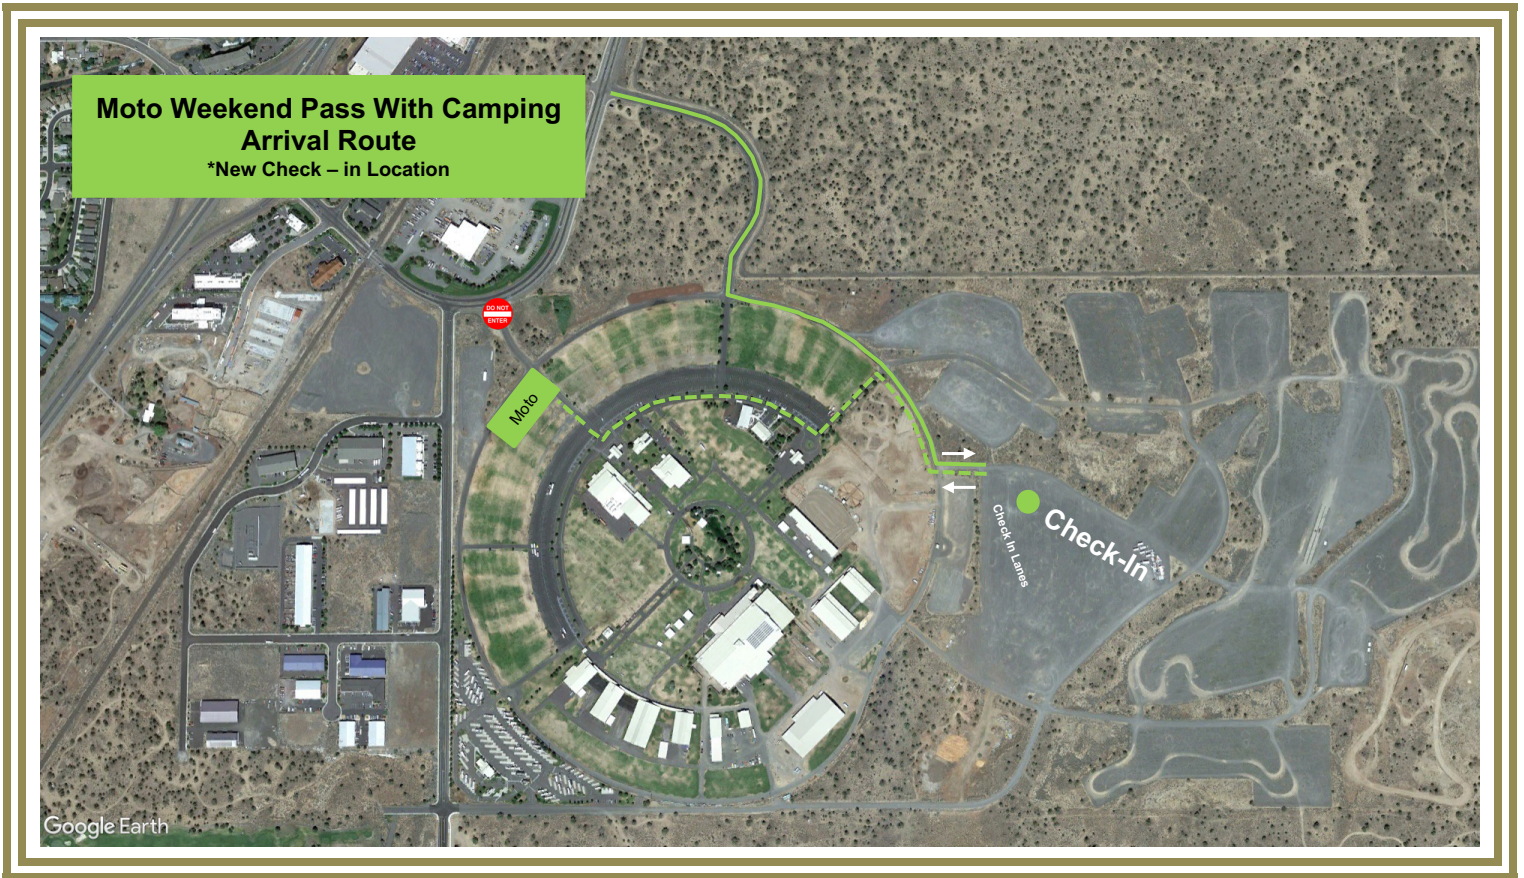 Moto Weekend Pass With Camping
Arrival Route
*New Check – in Location
DO NOT
ENTER
Moto
Check-In
Check In Lanes
Google Earth